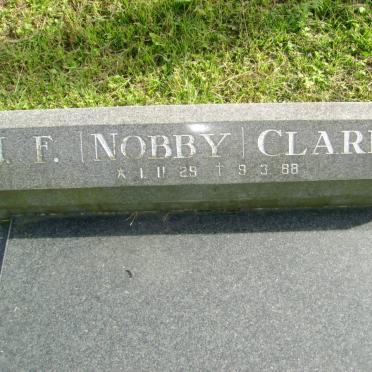 F. |NOBBY| CLAR
* 1. 11 29 † 9. 3. 88